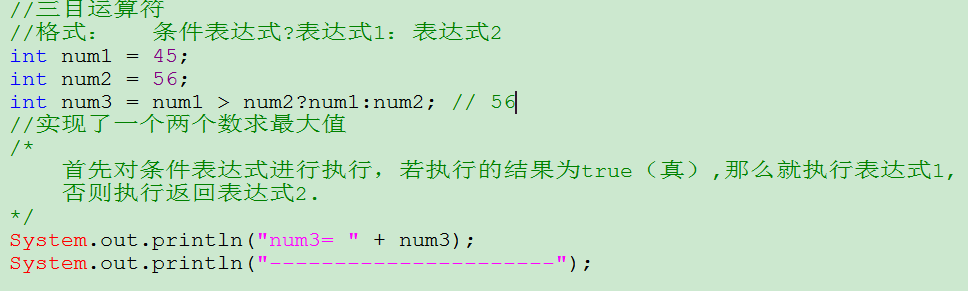 //三目运算符
//格式：   条件表达式?表达式1：表达式2
int num1 = 45;
int num2 = 56;
int num3 = num1 > num2?num1:num2; // 56
//实现了一个两个数求最大值
/*
    首先对条件表达式进行执行，若执行的结果为true（真）,那么就执行表达式1,
    否则执行返回表达式2.
*/
System.out.println("num3= " + num3);
System.out.println("----------------------");